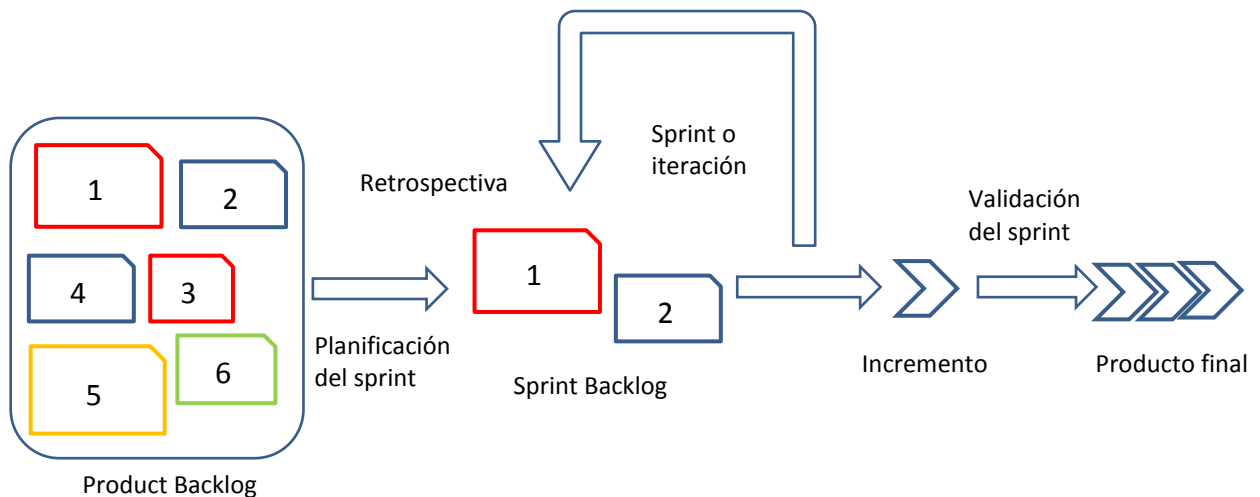 1
2
4
3
5
6
Product Backlog
Planificación
del sprint
Retrospectiva
1
2
Sprint Backlog
Sprint o
iteración
Incremento
Validación
del sprint
Producto final